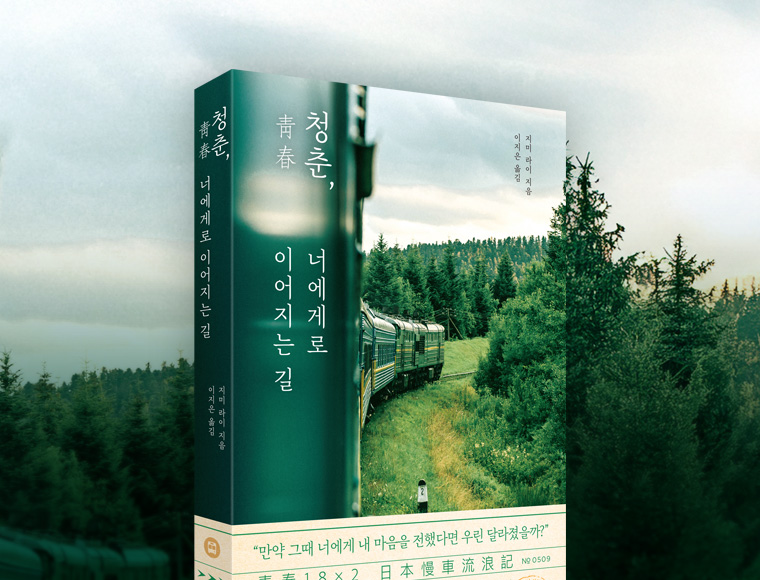 청춘,
靑春
너에게로 이어지는 길
지미 라이 지음
이지은 옮김
청춘,
靑春
너에게로
이어지는 길
지미 라이 지음
이지은 옮김
2
“만약 그때 너에게 내 마음을 전했다면 우린 달라졌을까?”
靑春18×2 日本慢車流浪記 №0509